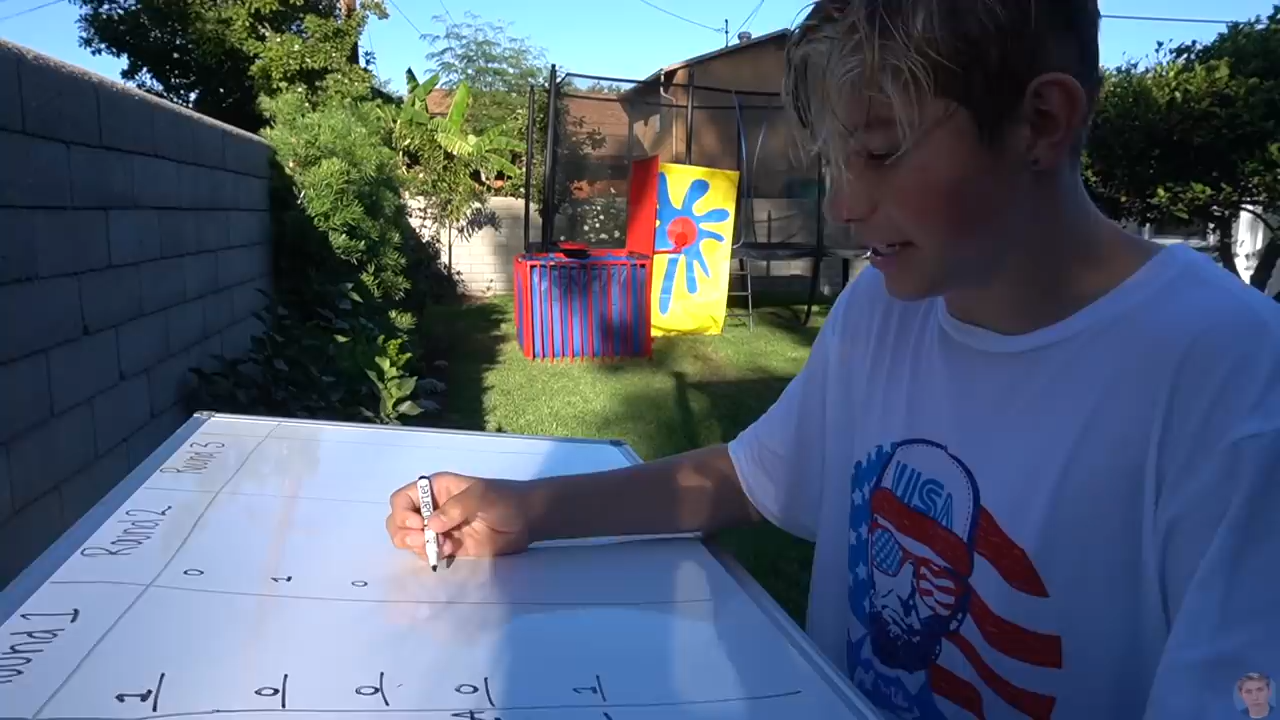 Round 3
Round 2
0 1 0
Round 1
1 0 0 0 1
USA